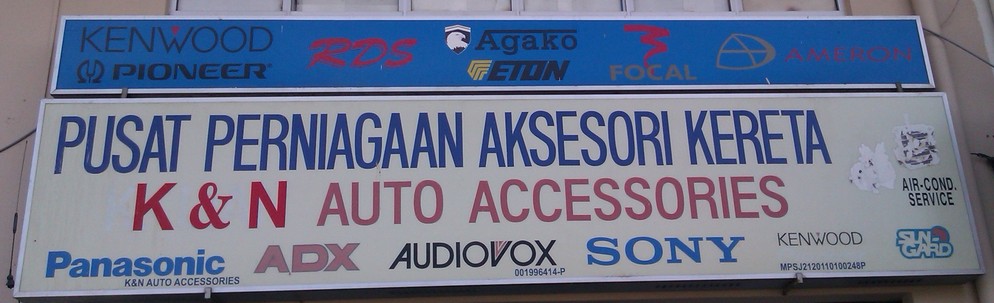 KENWOOD
PIONEER
RDS
Agako
ETON
FOCAL
AMERON
PUSAT PERNIAGAAN AKSESORI KERETA
K & N AUTO ACCESSORIES
AIR-COND.
SERVICE
Panasonic
K&N AUTO ACCESSORIES
ADX
AUDIOVOX
001996414-P
SONY
KENWOOD
MPSJ2120110100248P
SUN-GARD